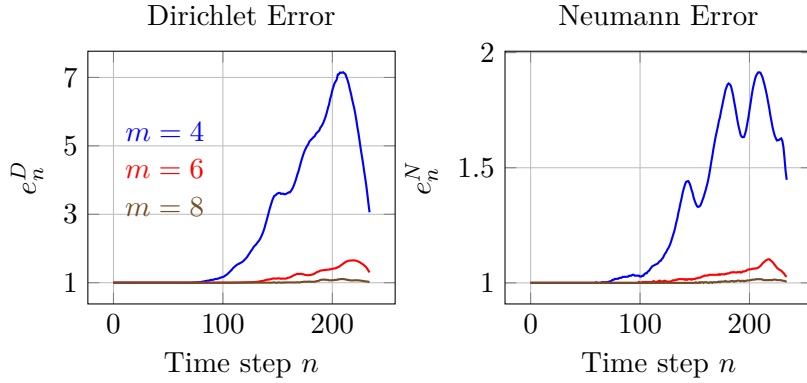 Dirichlet Error
7
5
3
1
0
100
200
m = 4
m = 6
m = 8
e_n^D
Time step n
Neumann Error
2
1.5
1
0
100
200
e_n^N
Time step n